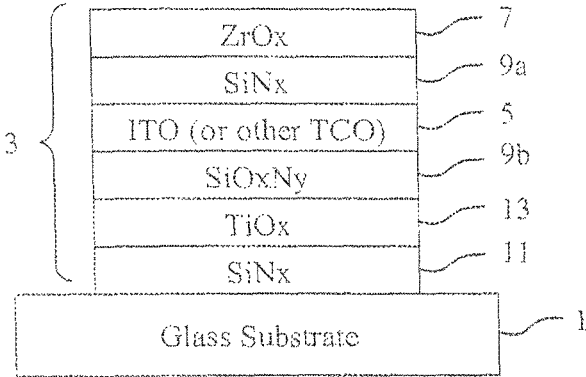 ZrOx 7
SiNx 9a
ITO (or other TCO) 5
3
SiOxNy 9b
TiOx 13
SiNx 11
Glass Substrate 1